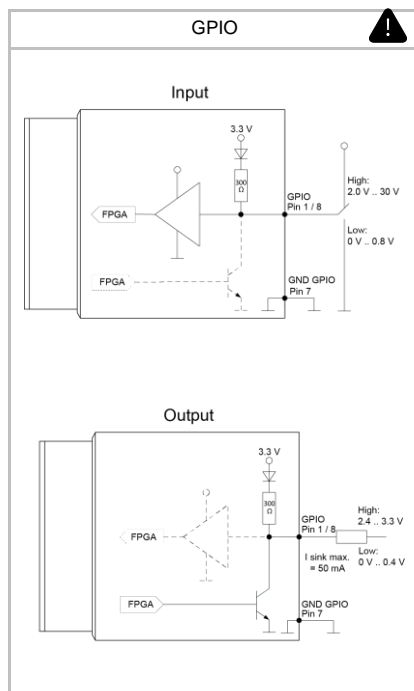 GPIO
!
Input
3.3 V
300
Ω
FPGA
GPIO
Pin 1 / 8
High:
2.0 V .. 30 V
Low:
0 V .. 0.8 V
FPGA
GND GPIO
Pin 7
Output
3.3 V
300
Ω
FPGA
GPIO
Pin 1 / 8
High:
2.4 .. 3.3 V
I sink max.
= 50 mA
Low:
0 V .. 0.4 V
FPGA
GND GPIO
Pin 7